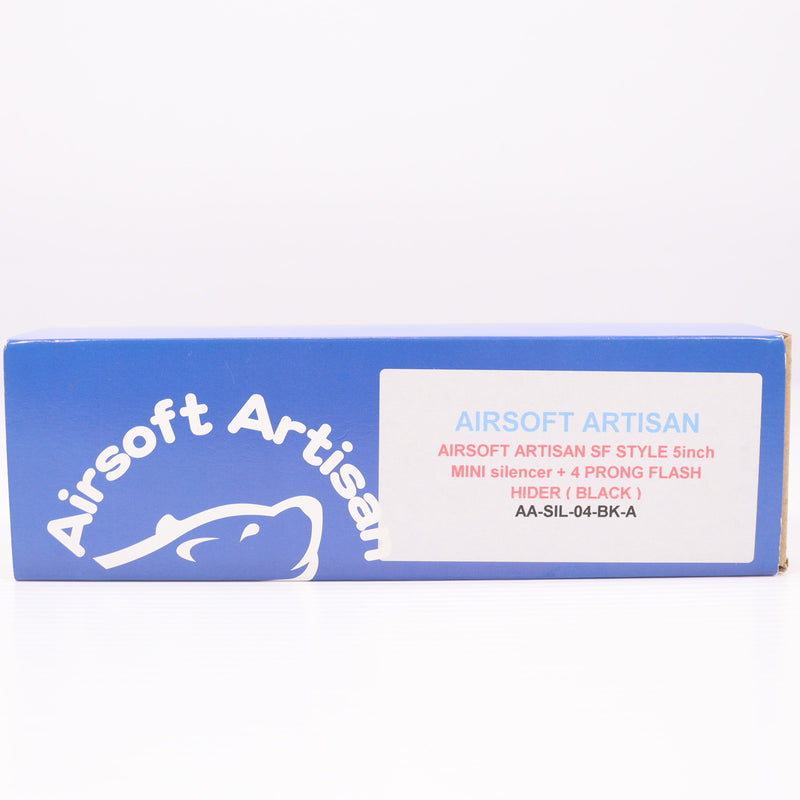 Airsoft Artisan
AIRSOFT ARTISAN
AIRSOFT ARTISAN SF STYLE 5inch
MINI silencer + 4 PRONG FLASH
HIDER ( BLACK )
AA-SIL-04-BK-A